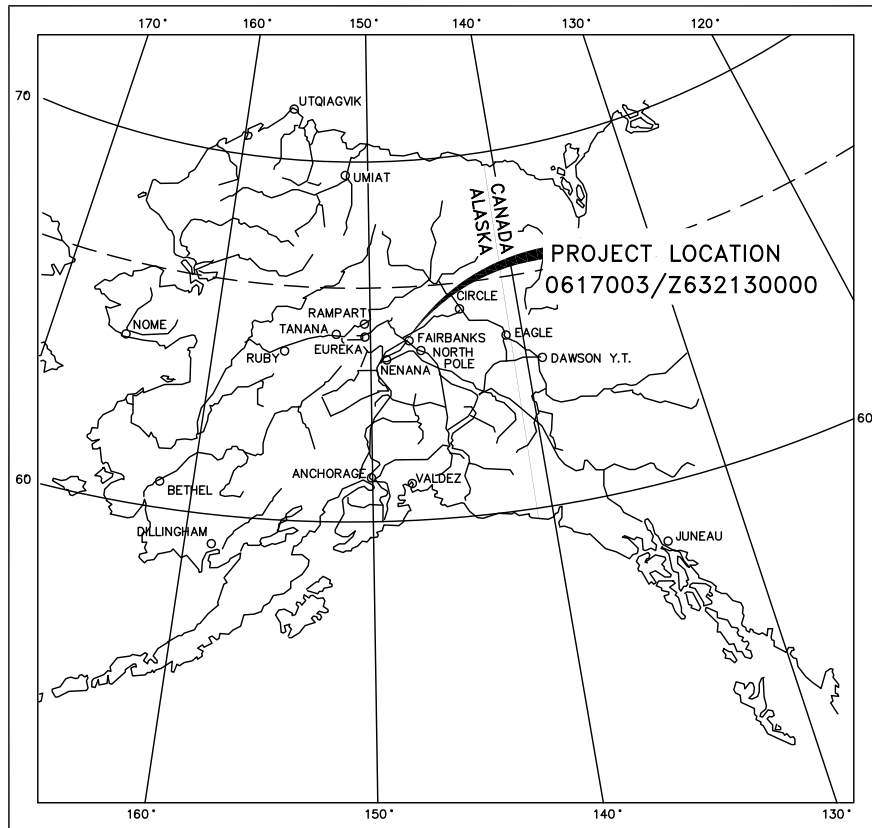 170° 160° 150° 140° 130° 120°
70
UTQIAGVIK
UMIAT
CANADA
ALASKA
PROJECT LOCATION
0617003/Z632130000
CIRCLE
RAMPART
NOME
TANANA
FAIRBANKS
EAGLE
EUREKA
NORTH
POLE
RUBY
NENANA
DAWSON Y.T.
60
60
ANCHORAGE
VALDEZ
BETHEL
DILLINGHAM
JUNEAU
160° 150° 140° 130°